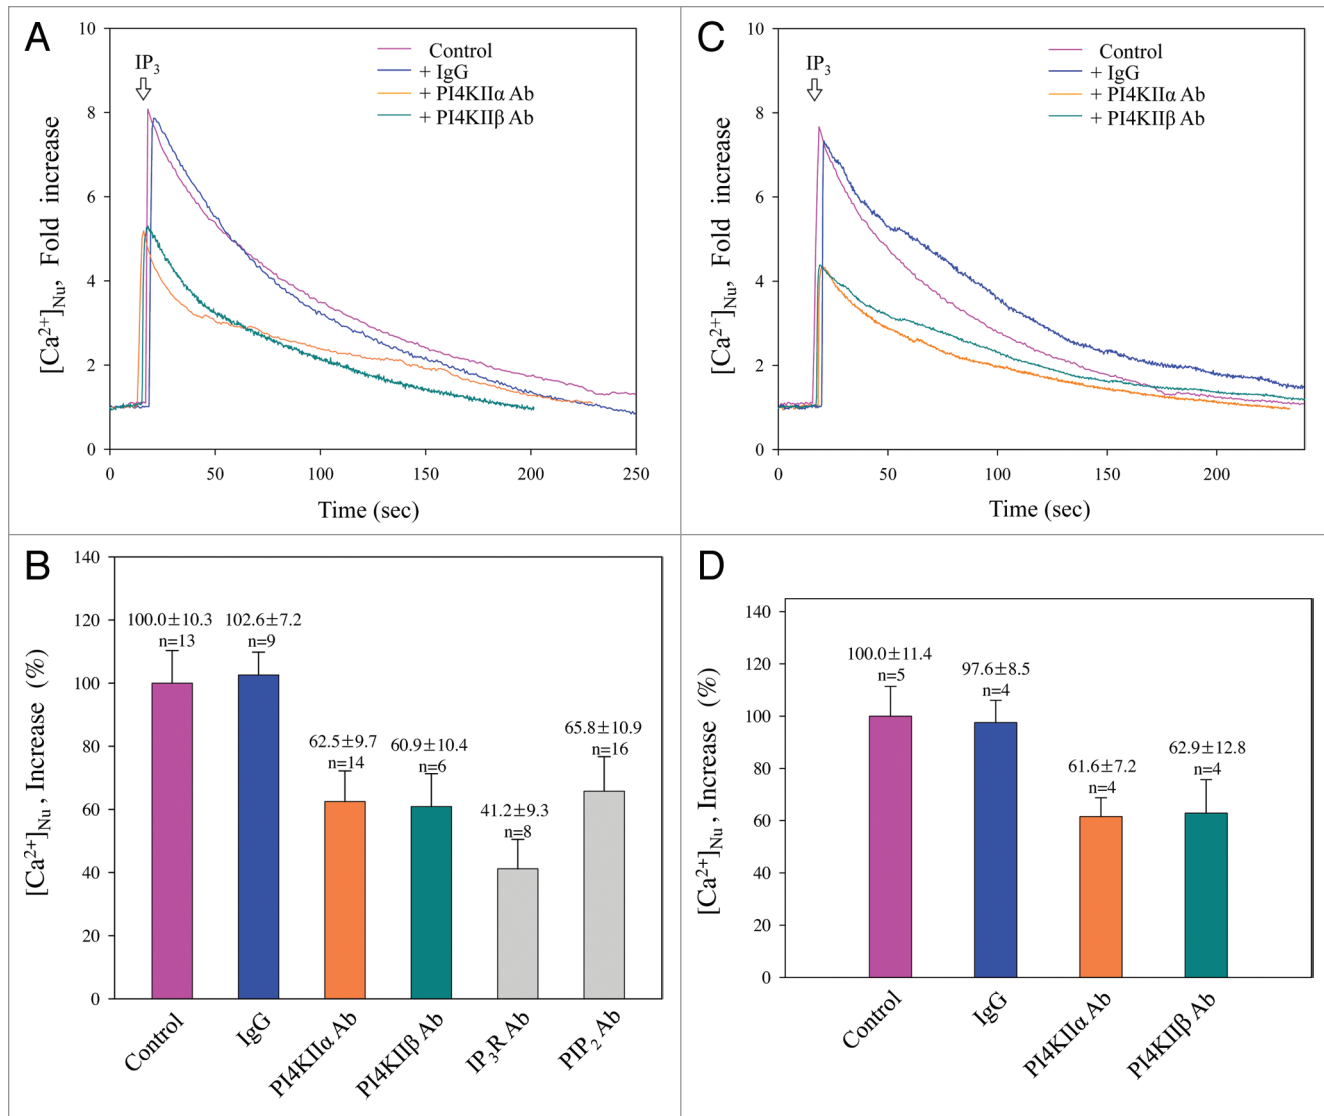 A
10
8
6
4
2
0
[Ca²⁺]Nu, Fold increase
IP₃
Control
+ IgG
+ PI4KIIα Ab
+ PI4KIIβ Ab
0 50 100 150 200 250
Time (sec)
C
10
8
6
4
2
0
[Ca²⁺]Nu, Fold increase
IP₃
Control
+ IgG
+ PI4KIIα Ab
+ PI4KIIβ Ab
0 50 100 150 200
Time (sec)
B
140
120
100
80
60
40
20
0
[Ca²⁺]Nu, Increase (%)
100.0±10.3
n=13
102.6±7.2
n=9
62.5±9.7
n=14
60.9±10.4
n=6
41.2±9.3
n=8
65.8±10.9
n=16
Control
IgG
PI4KIIα Ab
PI4KIIβ Ab
IP₃R Ab
PIP₂ Ab
D
140
120
100
80
60
40
20
0
[Ca²⁺]Nu, Increase (%)
100.0±11.4
n=5
97.6±8.5
n=4
61.6±7.2
n=4
62.9±12.8
n=4
Control
IgG
PI4KIIα Ab
PI4KIIβ Ab